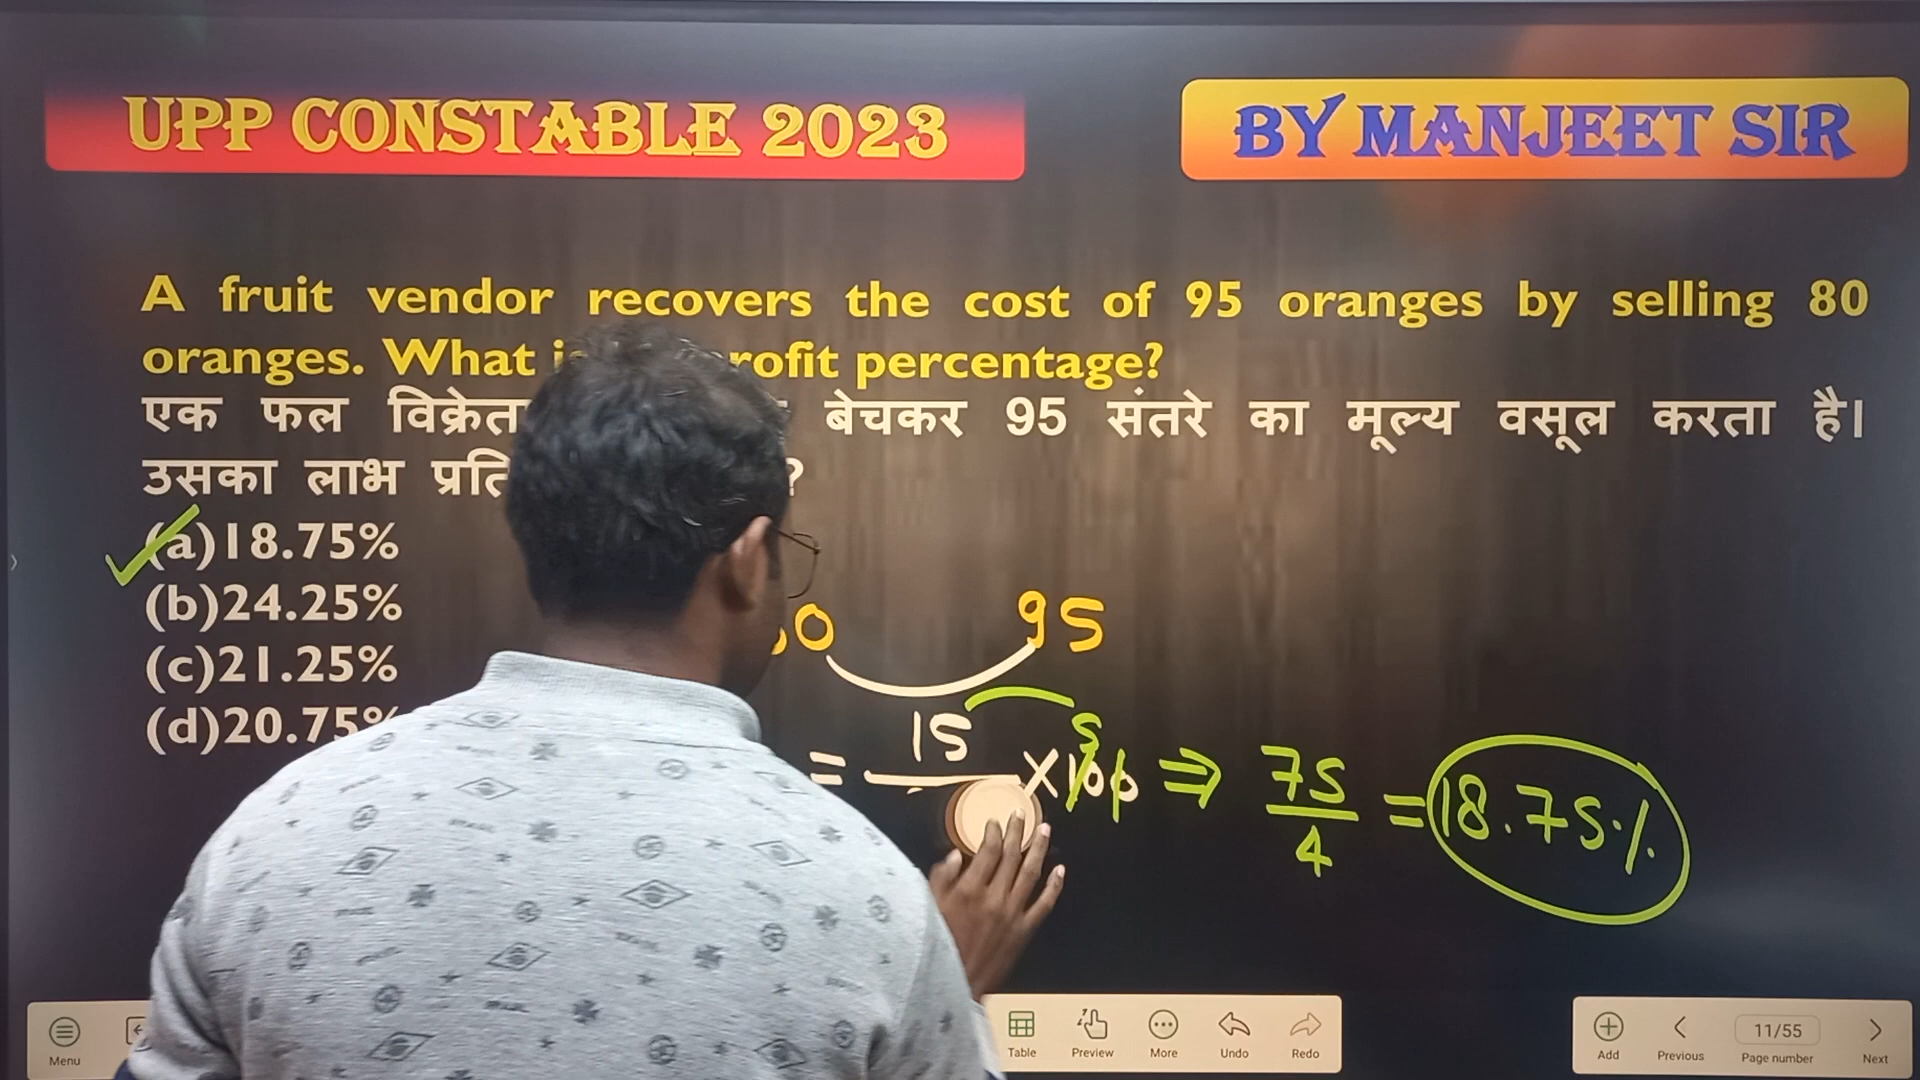 UPP CONSTABLE 2023
BY MANJEET SIR
A fruit vendor recovers the cost of 95 oranges by selling 80
oranges. What percentage?
एक फल विक्रेता बेचकर 95 संतरे का मूल्य वसूल करता है।
उसका लाभ ?
(a)18.75%
(b)24.25%
(c)21.25%
(d)20.75%
95
15
= ×100 ⇒ 75/4 = 18.75%
5
Menu
Table
Preview
More
Undo
Redo
Add
Previous
11/55
Page number
Next